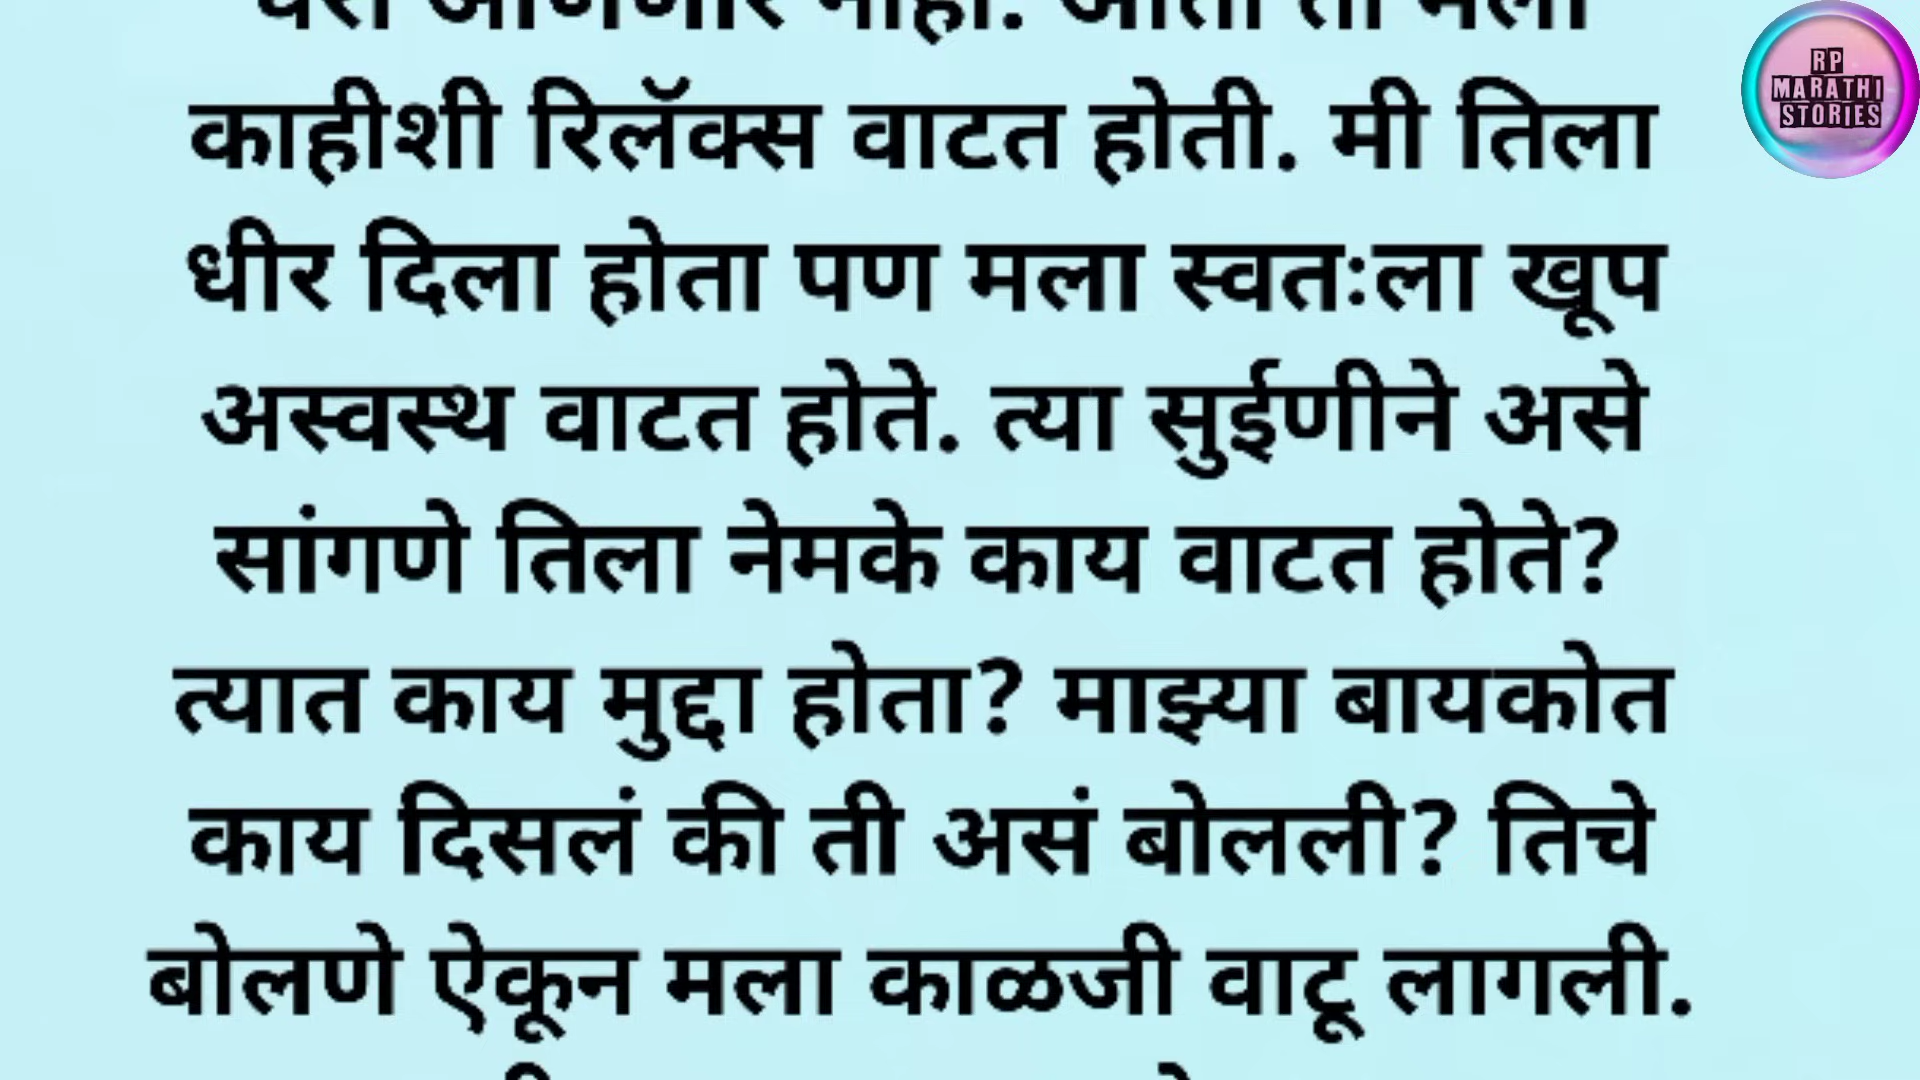 काहीशी रिलॅक्स वाटत होती. मी तिला
धीर दिला होता पण मला स्वतःला खूप
अस्वस्थ वाटत होते. त्या सुईणीने असे
सांगणे तिला नेमके काय वाटत होते?
त्यात काय मुद्दा होता? माझ्या बायकोत
काय दिसलं की ती असं बोलली? तिचे
बोलणे ऐकून मला काळजी वाटू लागली.
RP
MARATHI
STORIES